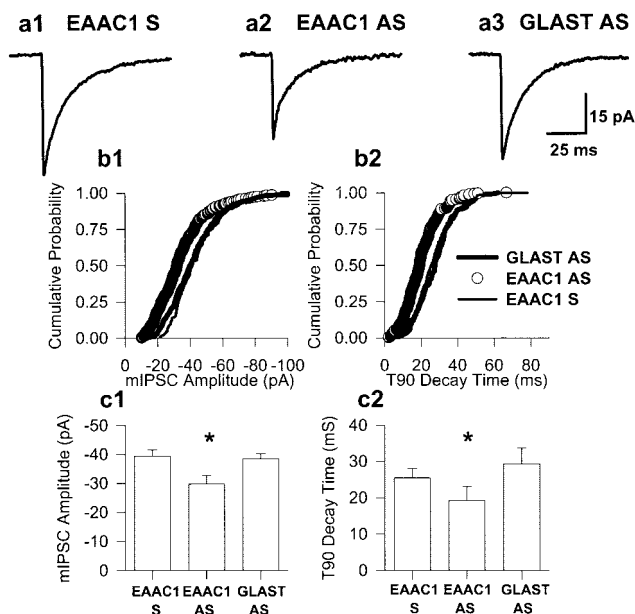 a1 EAAC1 S
a2 EAAC1 AS
a3 GLAST AS
15 pA
25 ms
b1
Cumulative Probability
1.00
0.75
0.50
0.25
0.00
0 -20 -40 -60 -80 -100
mIPSC Amplitude (pA)
b2
Cumulative Probability
1.00
0.75
0.50
0.25
0.00
0 20 40 60 80
T90 Decay Time (ms)
GLAST AS
EAAC1 AS
EAAC1 S
c1
mIPSC Amplitude (pA)
-50
-40
-30
-20
-10
0
*
EAAC1 EAAC1 GLAST
S AS AS
c2
T90 Decay Time (mS)
40
30
20
10
0
*
EAAC1 EAAC1 GLAST
S AS AS